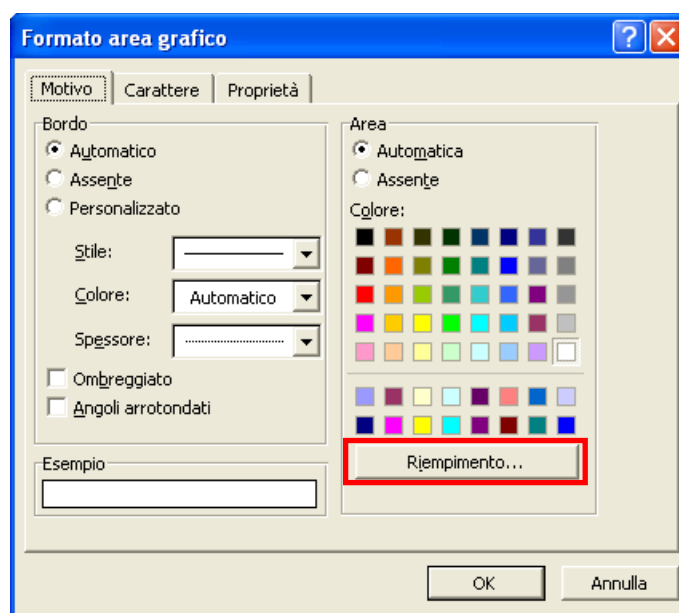 Formato area grafico
Motivo
Carattere
Proprietà
Bordo
Automatico
Assente
Personalizzato
Stile:
Colore:
Automatico
Spessore:
Ombreggiato
Angoli arrotondati
Esempio
Area
Automatica
Assente
Colore:
Riempimento...
OK
Annulla